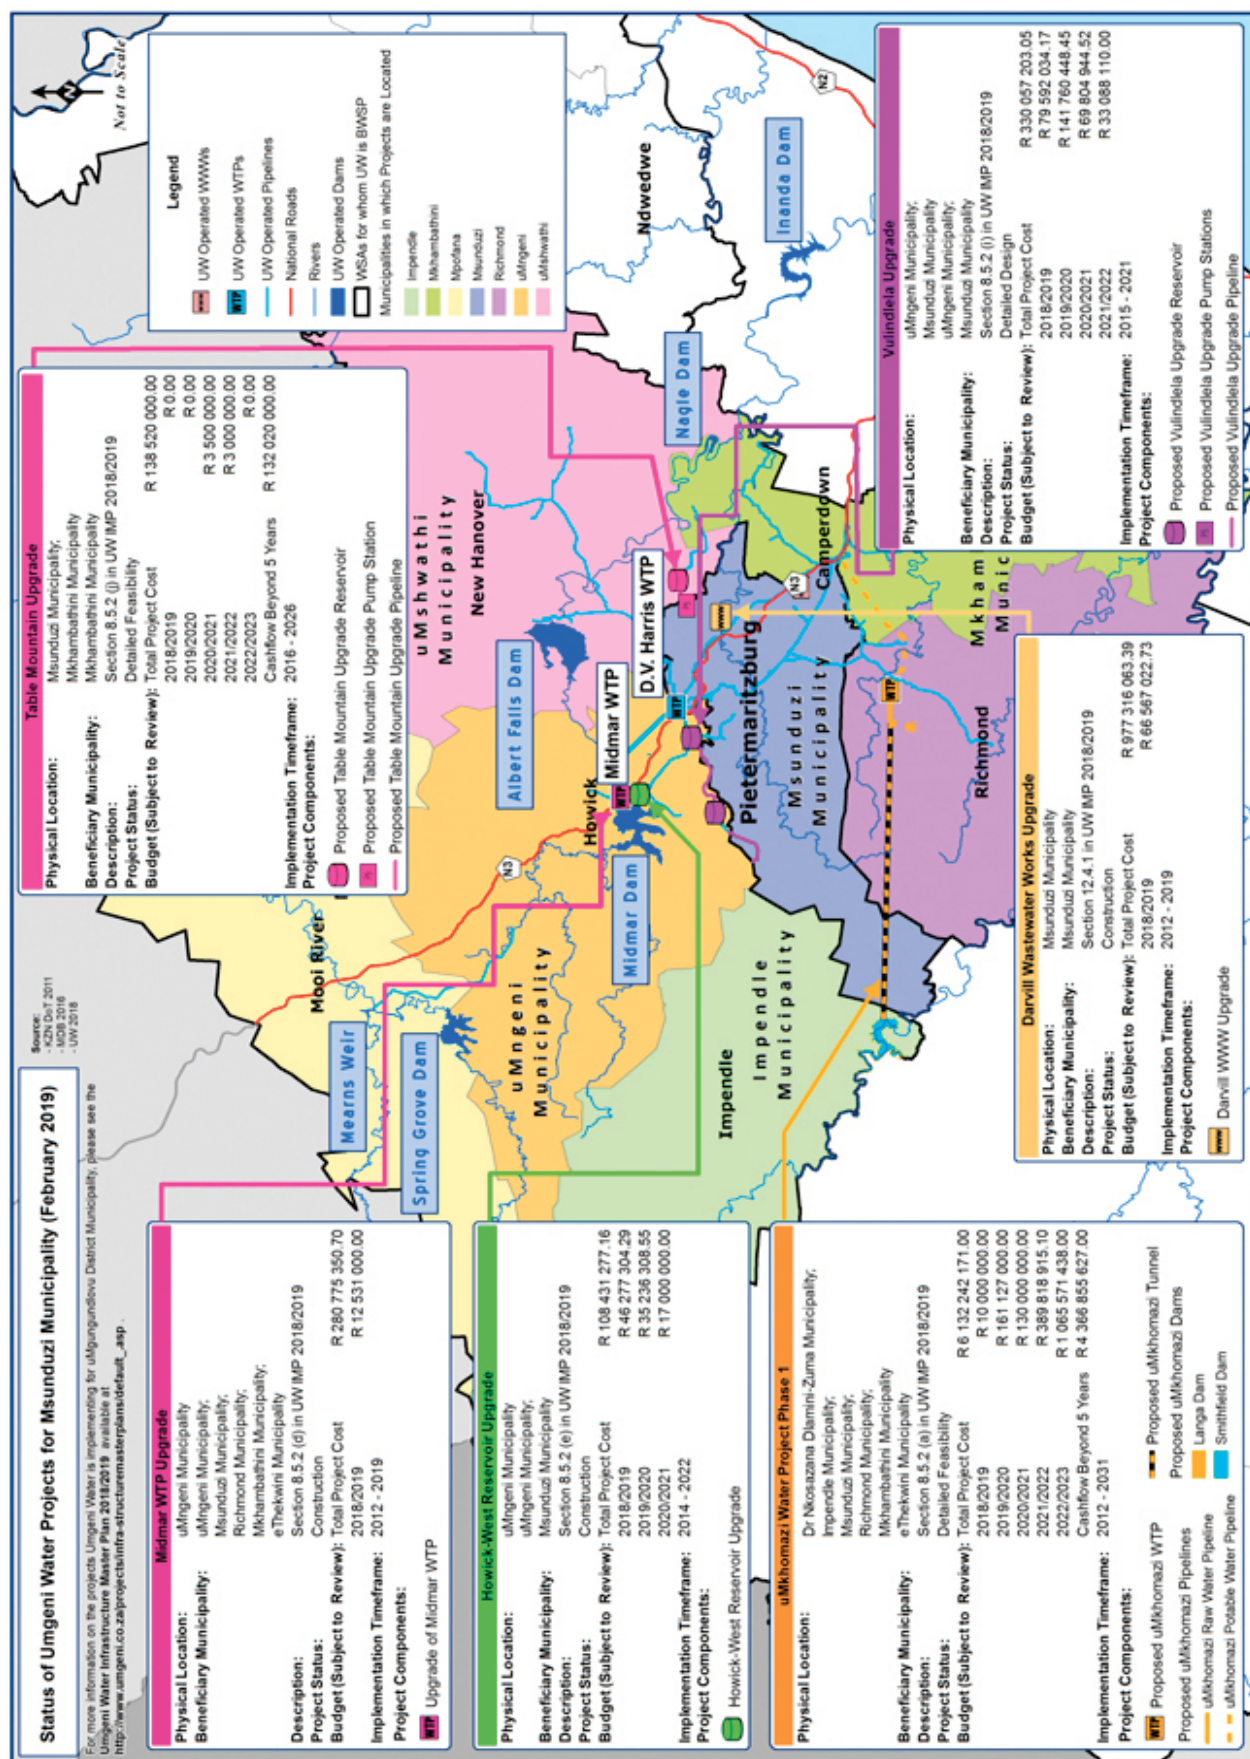 Status of Umgeni Water Projects for Msunduzi Municipality (February 2019)
For more information on the projects Umgeni Water is implementing for uMgungundlovu District Municipality, please see the
Umgeni Water Infrastructure Master Plan 2018/2019 available at
http://www.umgeni.co.za/projects/infra-structuremasterplans/default_asp .
Source:
- KZN DoT 2011
- MDB 2016
- UW 2018
N
Not to Scale
Midmar WTP Upgrade
Physical Location: uMngeni Municipality
Beneficiary Municipality: uMngeni Municipality;
Msunduzi Municipality;
Richmond Municipality;
Mkhambathini Municipality;
eThekwini Municipality
Description: Section 8.5.2 (d) in UW IMP 2018/2019
Project Status: Construction
Budget (Subject to Review): Total Project Cost R 280 775 350.70
2018/2019 R 12 531 000.00
Implementation Timeframe: 2012 - 2019
Project Components:
WTP Upgrade of Midmar WTP
Howick-West Reservoir Upgrade
Physical Location: uMngeni Municipality
uMngeni Municipality;
Beneficiary Municipality: Msunduzi Municipality
Description: Section 8.5.2 (e) in UW IMP 2018/2019
Project Status: Construction
Budget (Subject to Review): Total Project Cost R 108 431 277.16
2018/2019 R 46 277 304.29
2019/2020 R 35 236 308.55
2020/2021 R 17 000 000.00
Implementation Timeframe: 2014 - 2022
Project Components:
Howick-West Reservoir Upgrade
uMkhomazi Water Project Phase 1
Physical Location: Dr Nkosazana Dlamini-Zuma Municipality;
Impendle Municipality;
Msunduzi Municipality;
Richmond Municipality;
Mkhambathini Municipality
Beneficiary Municipality: eThekwini Municipality
Description: Section 8.5.2 (a) in UW IMP 2018/2019
Project Status: Detailed Feasibility
Budget (Subject to Review): Total Project Cost R 6 132 242 171.00
2018/2019 R 10 000 000.00
2019/2020 R 161 127 000.00
2020/2021 R 130 000 000.00
2021/2022 R 389 818 915.10
2022/2023 R 1 065 571 438.00
Cashflow Beyond 5 Years R 4 366 855 627.00
Implementation Timeframe: 2012 - 2031
Project Components:
WTP Proposed uMkhomazi WTP
Proposed uMkhomazi Pipelines
uMkhomazi Raw Water Pipeline
uMkhomazi Potable Water Pipeline
Proposed uMkhomazi Tunnel
Proposed uMkhomazi Dams
Langa Dam
Smithfield Dam
Table Mountain Upgrade
Physical Location: Msunduzi Municipality;
Mkhambathini Municipality
Beneficiary Municipality: Mkhambathini Municipality
Description: Section 8.5.2 (j) in UW IMP 2018/2019
Project Status: Detailed Feasibility
Budget (Subject to Review): Total Project Cost R 138 520 000.00
2018/2019 R 0.00
2019/2020 R 0.00
2020/2021 R 3 500 000.00
2021/2022 R 3 000 000.00
2022/2023 R 0.00
Cashflow Beyond 5 Years R 132 020 000.00
Implementation Timeframe: 2016 - 2026
Project Components:
Proposed Table Mountain Upgrade Reservoir
Proposed Table Mountain Upgrade Pump Station
Proposed Table Mountain Upgrade Pipeline
Legend
UW Operated WWWs
WTP UW Operated WTPs
UW Operated Pipelines
National Roads
Rivers
UW Operated Dams
WSAs for whom UW is BWSP
Municipalities in which Projects are Located
Impendle
Mkhambathini
Mpofana
Msunduzi
Richmond
uMngeni
uMshwathi
Darvill Wastewater Works Upgrade
Physical Location: Msunduzi Municipality
Beneficiary Municipality: Msunduzi Municipality
Description: Section 12.4.1 in UW IMP 2018/2019
Project Status: Construction
Budget (Subject to Review): Total Project Cost R 977 316 063.39
2018/2019 R 66 567 022.73
Implementation Timeframe: 2012 - 2019
Project Components:
WWW Darvill WWW Upgrade
Vulindlela Upgrade
Physical Location: uMngeni Municipality;
Msunduzi Municipality
uMngeni Municipality;
Beneficiary Municipality: Msunduzi Municipality
Description: Section 8.5.2 (i) in UW IMP 2018/2019
Project Status: Detailed Design
Budget (Subject to Review): Total Project Cost R 330 057 203.05
2018/2019 R 79 592 034.17
2019/2020 R 141 760 448.45
2020/2021 R 69 804 944.52
2021/2022 R 33 088 110.00
Implementation Timeframe: 2015 - 2021
Project Components:
Proposed Vulindlela Upgrade Reservoir
Proposed Vulindlela Upgrade Pump Stations
Proposed Vulindlela Upgrade Pipeline
Mooi River
Mearns Weir
Spring Grove Dam
uMngeni
Municipality
N3
Howick
Midmar Dam
Midmar WTP
WTP
Albert Falls Dam
uMshwathi
Municipality
New Hanover
D.V. Harris WTP
WTP
Nagle Dam
Ndwedwe
Inanda Dam
N2
Impendle
Impendle
Municipality
Pietermaritzburg
Msunduzi
Municipality
WWW
N3
Camperdown
WTP
Richmond
Mkham
Munic